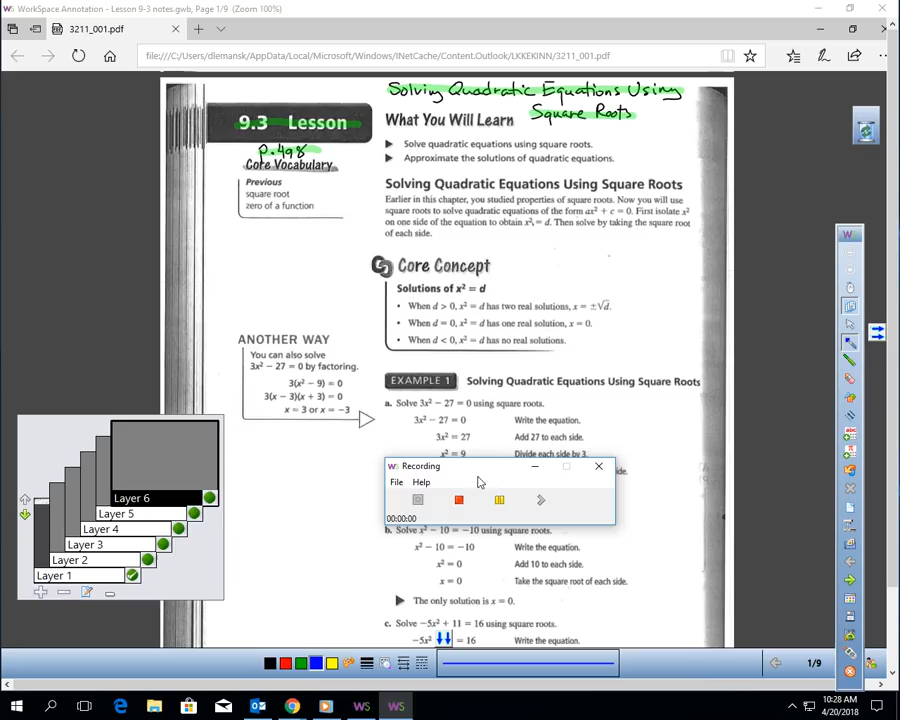 WorkSpace Annotation - Lesson 9-3 notes.gwb, Page 1/9 (Zoom 100%)
3211_001.pdf
file:///C:/Users/dlemansk/AppData/Local/Microsoft/Windows/INetCache/Content.Outlook/LKKEKINN/3211_001.pdf
Solving Quadratic Equations Using
Square Roots
9.3 Lesson
p.498
What You Will Learn
Solve quadratic equations using square roots.
Approximate the solutions of quadratic equations.
Core Vocabulary
Previous
square root
zero of a function
Solving Quadratic Equations Using Square Roots
Earlier in this chapter, you studied properties of square roots. Now you will use
square roots to solve quadratic equations of the form ax² + c = 0. First isolate x²
on one side of the equation to obtain x² = d. Then solve by taking the square root
of each side.
Core Concept
Solutions of x² = d
• When d > 0, x² = d has two real solutions, x = ±√d.
• When d = 0, x² = d has one real solution, x = 0.
• When d < 0, x² = d has no real solutions.
ANOTHER WAY
You can also solve
3x² − 27 = 0 by factoring.
3(x² − 9) = 0
3(x − 3)(x + 3) = 0
x = 3 or x = −3
EXAMPLE 1 Solving Quadratic Equations Using Square Roots
a. Solve 3x² − 27 = 0 using square roots.
3x² − 27 = 0 Write the equation.
3x² = 27 Add 27 to each side.
x² = 9 Divide each side by 3.
Recording
File Help
00:00:00
b. Solve x² − 10 = −10 using square roots.
x² − 10 = −10 Write the equation.
x² = 0 Add 10 to each side.
x = 0 Take the square root of each side.
The only solution is x = 0.
c. Solve −5x² + 11 = 16 using square roots.
−5x² = 16 Write the equation.
Layer 6
Layer 5
Layer 4
Layer 3
Layer 2
Layer 1
1/9
10:28 AM
4/20/2018